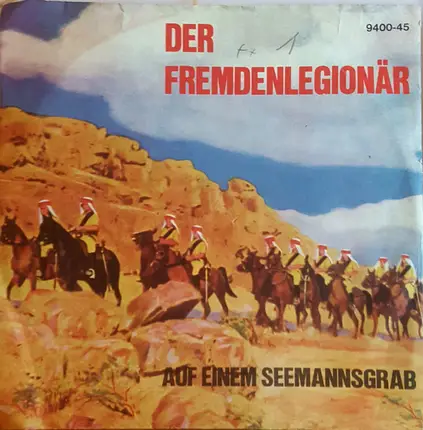 DER
9400-45
FREMDENLEGIONÄR
AUF EINEM SEEMANNSGRAB